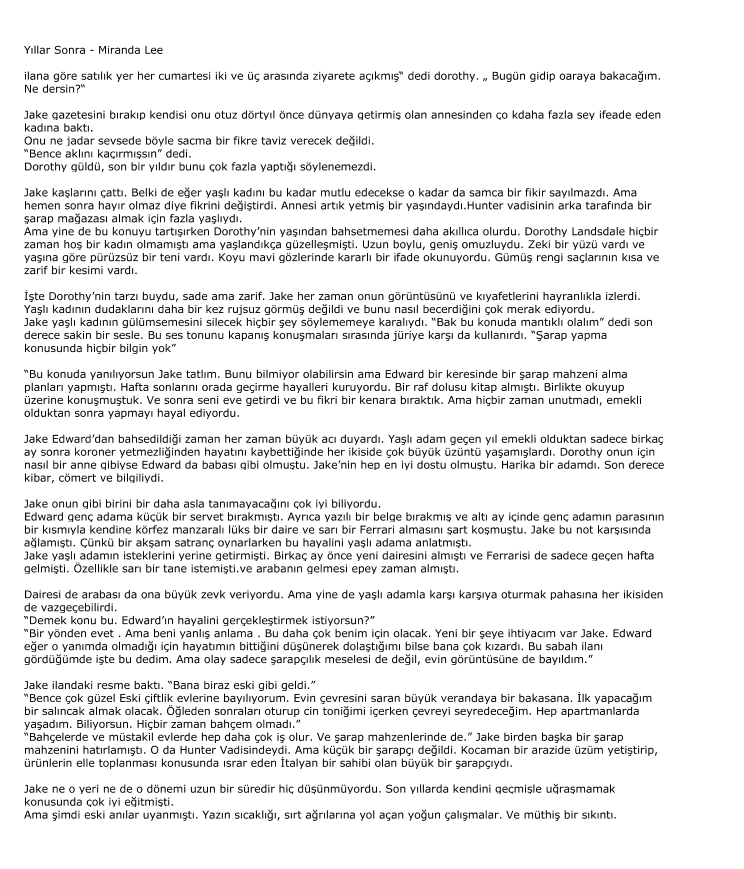 Yıllar Sonra - Miranda Lee
ilana göre satılık yer her cumartesi iki ve üç arasında ziyarete açıkmış“ dedi dorothy. „ Bugün gidip oaraya bakacağım.
Ne dersin?“
Jake gazetesini bırakıp kendisi onu otuz dörtyıl önce dünyaya getirmiş olan annesinden ço kdaha fazla sey ifeade eden
kadına baktı.
Onu ne jadar sevsede böyle sacma bir fikre taviz verecek değildi.
“Bence aklını kaçırmışsın” dedi.
Dorothy güldü, son bir yıldır bunu çok fazla yaptığı söylenemezdi.
Jake kaşlarını çattı. Belki de eğer yaşlı kadını bu kadar mutlu edecekse o kadar da samca bir fikir sayılmazdı. Ama
hemen sonra hayır olmaz diye fikrini değiştirdi. Annesi artık yetmiş bir yaşındaydı.Hunter vadisinin arka tarafında bir
şarap mağazası almak için fazla yaşlıydı.
Ama yine de bu konuyu tartışırken Dorothy’nin yaşından bahsetmemesi daha akıllıca olurdu. Dorothy Landsdale hiçbir
zaman hoş bir kadın olmamıştı ama yaşlandıkça güzelleşmişti. Uzun boylu, geniş omuzluydu. Zeki bir yüzü vardı ve
yaşına göre pürüzsüz bir teni vardı. Koyu mavi gözlerinde kararlı bir ifade okunuyordu. Gümüş rengi saçlarının kısa ve
zarif bir kesimi vardı.
İşte Dorothy’nin tarzı buydu, sade ama zarif. Jake her zaman onun görüntüsünü ve kıyafetlerini hayranlıkla izlerdi.
Yaşlı kadının dudaklarını daha bir kez rujsuz görmüş değildi ve bunu nasıl becerdiğini çok merak ediyordu.
Jake yaşlı kadının gülümsemesini silecek hiçbir şey söylememeye karalıydı. “Bak bu konuda mantıklı olalım” dedi son
derece sakin bir sesle. Bu ses tonunu kapanış konuşmaları sırasında jüriye karşı da kullanırdı. “Şarap yapma
konusunda hiçbir bilgin yok”
“Bu konuda yanılıyorsun Jake tatlım. Bunu bilmiyor olabilirsin ama Edward bir keresinde bir şarap mahzeni alma
planları yapmıştı. Hafta sonlarını orada geçirme hayalleri kuruyordu. Bir raf dolusu kitap almıştı. Birlikte okuyup
üzerine konuşmuştuk. Ve sonra seni eve getirdi ve bu fikri bir kenara bıraktık. Ama hiçbir zaman unutmadı, emekli
olduktan sonra yapmayı hayal ediyordu.
Jake Edward’dan bahsedildiği zaman her zaman büyük acı duyardı. Yaşlı adam geçen yıl emekli olduktan sadece birkaç
ay sonra koroner yetmezliğinden hayatını kaybettiğinde her ikiside çok büyük üzüntü yaşamışlardı. Dorothy onun için
nasıl bir anne gibiyse Edward da babası gibi olmuştu. Jake’nin hep en iyi dostu olmuştu. Harika bir adamdı. Son derece
kibar, cömert ve bilgiliydi.
Jake onun gibi birini bir daha asla tanımayacağını çok iyi biliyordu.
Edward genç adama küçük bir servet bırakmıştı. Ayrıca yazılı bir belge bırakmış ve altı ay içinde genç adamın parasının
bir kısmıyla kendine körfez manzaralı lüks bir daire ve sarı bir Ferrari almasını şart koşmuştu. Jake bu not karşısında
ağlamıştı. Çünkü bir akşam satranç oynarlarken bu hayalini yaşlı adama anlatmıştı.
Jake yaşlı adamın isteklerini yerine getirmişti. Birkaç ay önce yeni dairesini almıştı ve Ferrarisi de sadece geçen hafta
gelmişti. Özellikle sarı bir tane istemişti.ve arabanın gelmesi epey zaman almıştı.
Dairesi de arabası da ona büyük zevk veriyordu. Ama yine de yaşlı adamla karşı karşıya oturmak pahasına her ikisiden
de vazgeçebilirdi.
“Demek konu bu. Edward’ın hayalini gerçekleştirmek istiyorsun?”
“Bir yönden evet . Ama beni yanlış anlama . Bu daha çok benim için olacak. Yeni bir şeye ihtiyacım var Jake. Edward
eğer o yanımda olmadığı için hayatımın bittiğini düşünerek dolaştığımı bilse bana çok kızardı. Bu sabah ilanı
gördüğümde işte bu dedim. Ama olay sadece şarapçılık meselesi de değil, evin görüntüsüne de bayıldım.”
Jake ilandaki resme baktı. “Bana biraz eski gibi geldi.”
“Bence çok güzel Eski çiftlik evlerine bayılıyorum. Evin çevresini saran büyük verandaya bir bakasana. İlk yapacağım
bir salıncak almak olacak. Öğleden sonraları oturup cin toniğimi içerken çevreyi seyredeceğim. Hep apartmanlarda
yaşadım. Biliyorsun. Hiçbir zaman bahçem olmadı.”
“Bahçelerde ve müstakil evlerde hep daha çok iş olur. Ve şarap mahzenlerinde de.” Jake birden başka bir şarap
mahzenini hatırlamıştı. O da Hunter Vadisindeydi. Ama küçük bir şarapçı değildi. Kocaman bir arazide üzüm yetiştirip,
ürünlerin elle toplanması konusunda ısrar eden İtalyan bir sahibi olan büyük bir şarapçıydı.
Jake ne o yeri ne de o dönemi uzun bir süredir hiç düşünmüyordu. Son yıllarda kendini geçmişle uğraşmamak
konusunda çok iyi eğitmişti.
Ama şimdi eski anılar uyanmıştı. Yazın sıcaklığı, sırt ağrılarına yol açan yoğun çalışmalar. Ve müthiş bir sıkıntı.